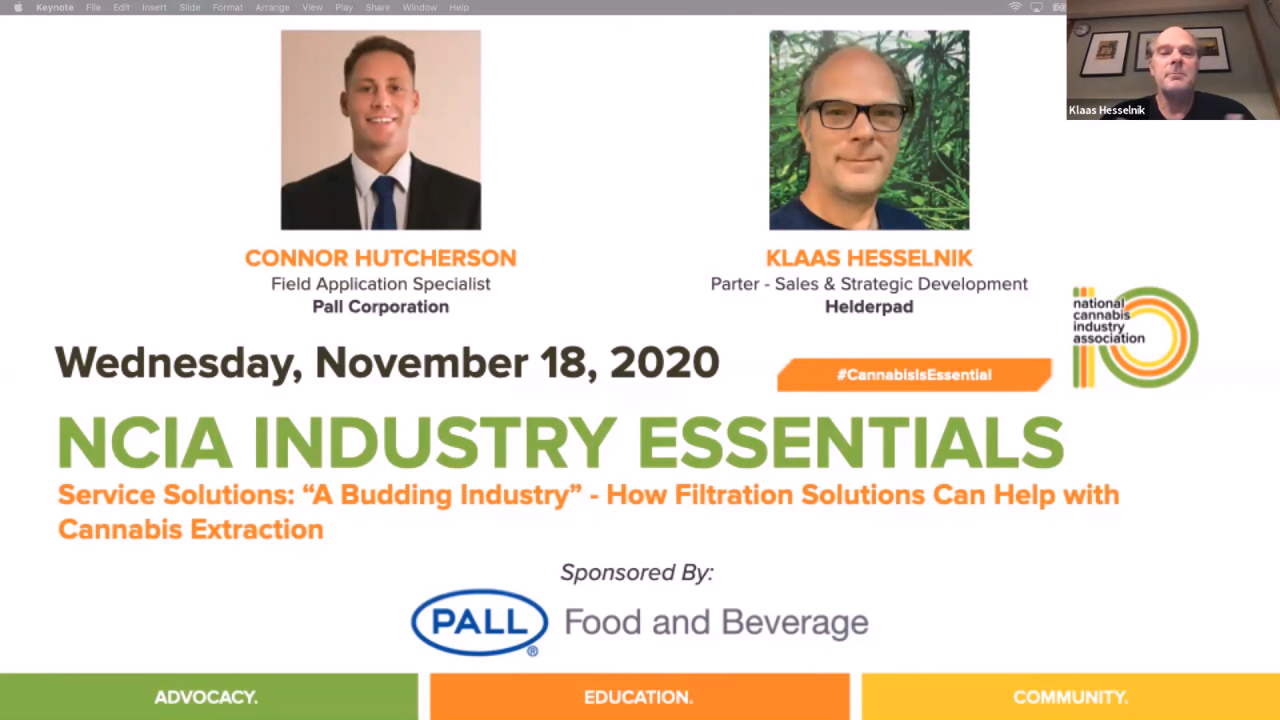 Keynote File Edit Insert Slide Format Arrange View Play Share Window Help
Klaas Hesselnik
CONNOR HUTCHERSON
Field Application Specialist
Pall Corporation
KLAAS HESSELNIK
Parter - Sales & Strategic Development
Helderpad
national
cannabis
industry
association
Wednesday, November 18, 2020
#CannabisIsEssential
NCIA INDUSTRY ESSENTIALS
Service Solutions: “A Budding Industry” - How Filtration Solutions Can Help with
Cannabis Extraction
Sponsored By:
PALL® Food and Beverage
ADVOCACY.
EDUCATION.
COMMUNITY.